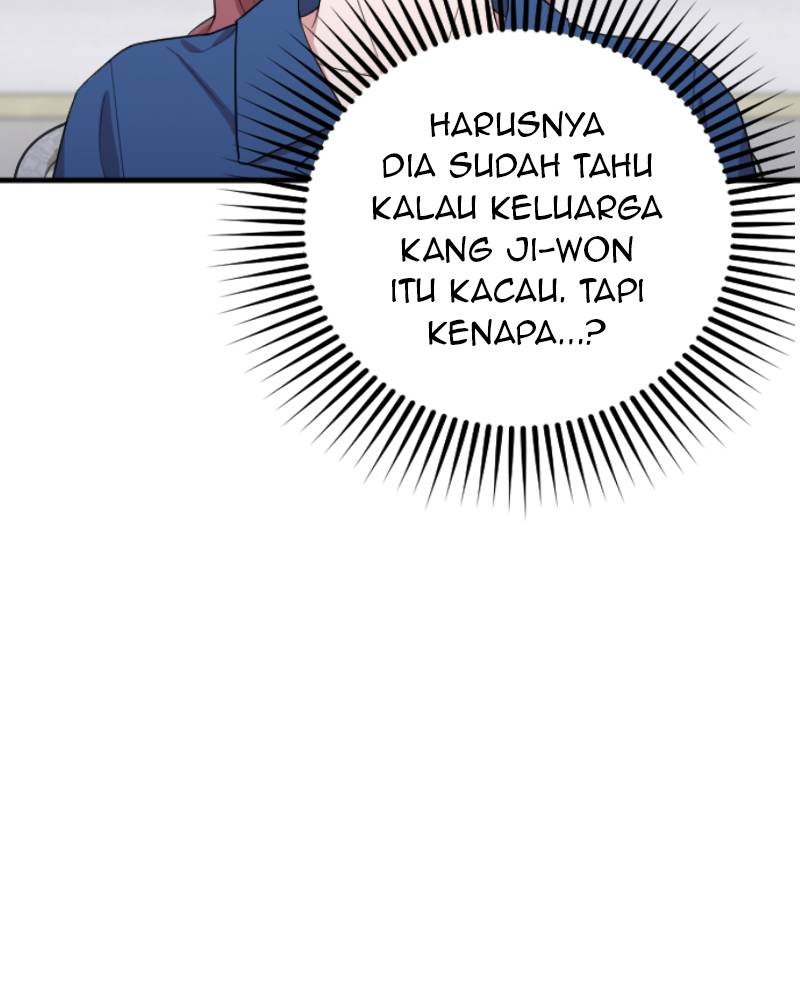 HARUSNYA
DIA SUDAH TAHU
KALAU KELUARGA
KANG JI-WON
ITU KACAU. TAPI
KENAPA...?